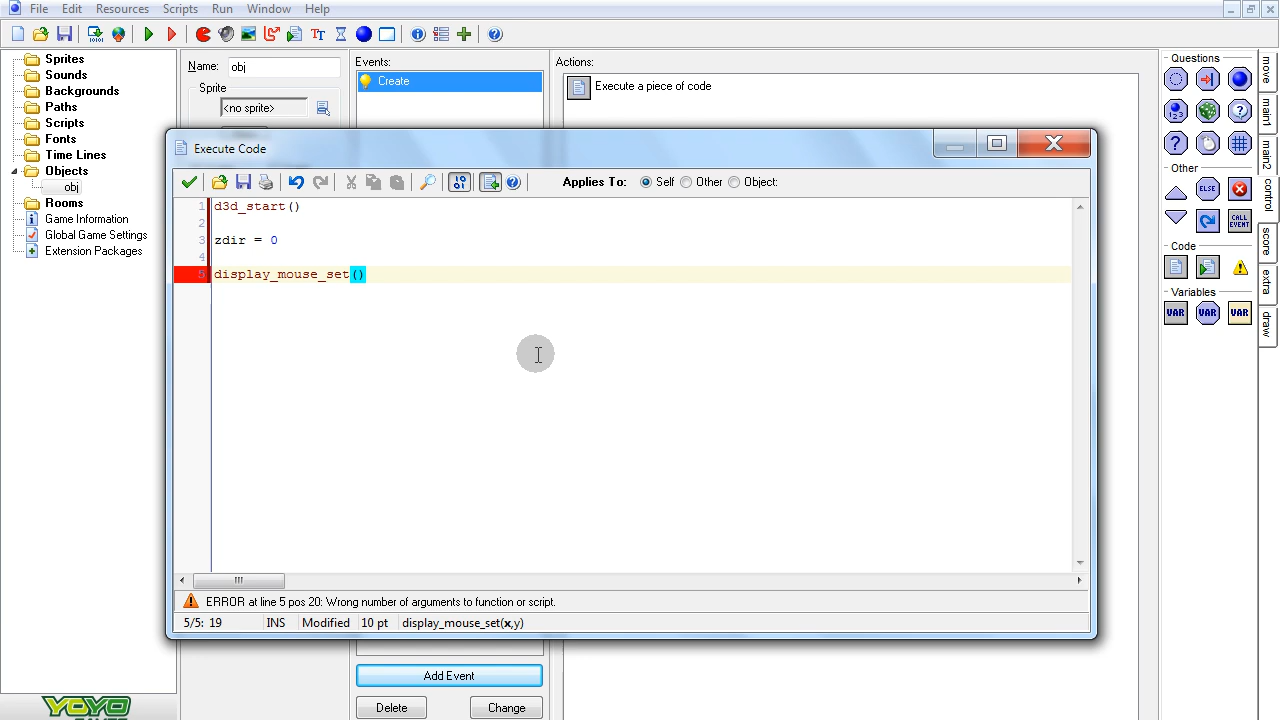 File Edit Resources Scripts Run Window Help
Sprites
Sounds
Backgrounds
Paths
Scripts
Fonts
Time Lines
Objects
obj
Rooms
Game Information
Global Game Settings
Extension Packages
YOYO
GAMES
Name: obj
Sprite
<no sprite>
Events:
Create
Actions:
Execute a piece of code
Execute Code
Applies To: Self Other Object:
1 d3d_start()
2
3 zdir = 0
4
5 display_mouse_set()
ERROR at line 5 pos 20: Wrong number of arguments to function or script.
5/5: 19 INS Modified 10 pt display_mouse_set(x,y)
Add Event
Delete Change
Questions
Other
ELSE
CALL EVENT
Code
Variables
VAR VAR VAR
move
main1
main2
control
score
extra
draw